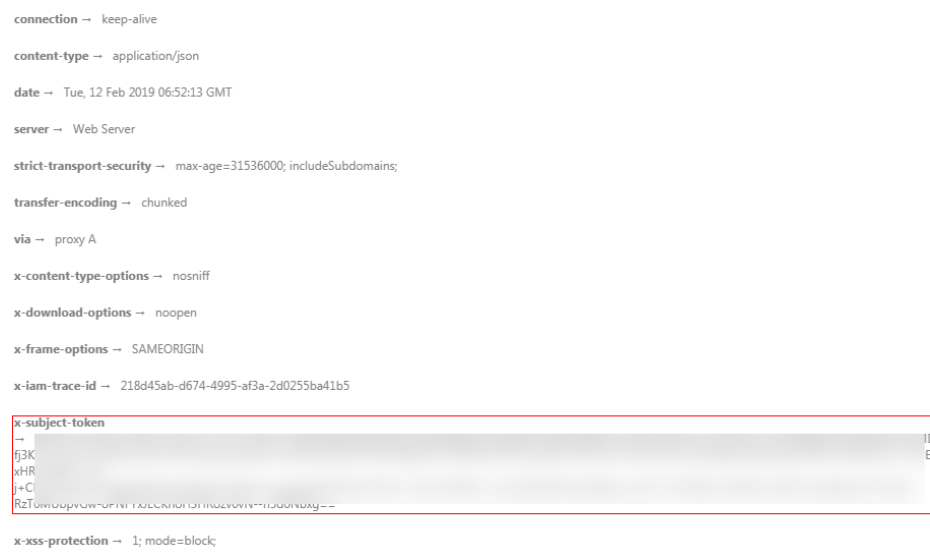 connection → keep-alive
content-type → application/json
date → Tue, 12 Feb 2019 06:52:13 GMT
server → Web Server
strict-transport-security → max-age=31536000; includeSubdomains;
transfer-encoding → chunked
via → proxy A
x-content-type-options → nosniff
x-download-options → noopen
x-frame-options → SAMEORIGIN
x-iam-trace-id → 218d45ab-d674-4995-af3a-2d0255ba41b5
x-subject-token
→
fj3K
xHR
j+C
x-xss-protection → 1; mode=block;